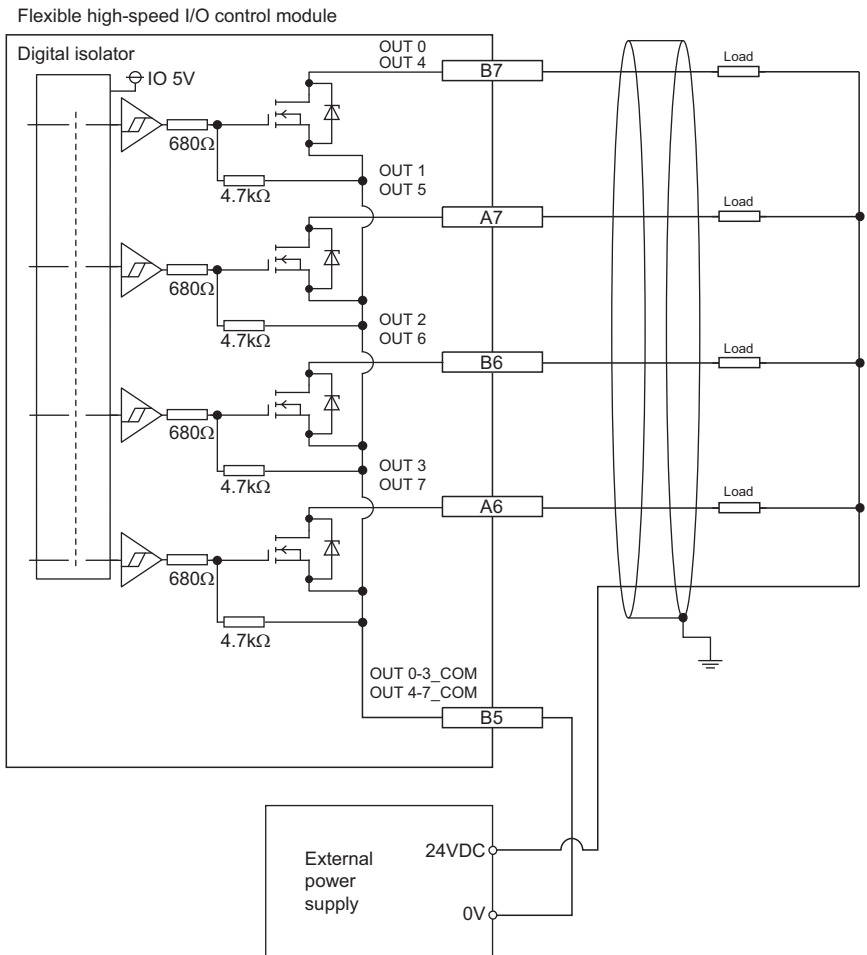 Flexible high-speed I/O control module
Digital isolator
IO 5V
OUT 0
OUT 4
B7
Load
680Ω
4.7kΩ
OUT 1
OUT 5
A7
Load
680Ω
4.7kΩ
OUT 2
OUT 6
B6
Load
680Ω
4.7kΩ
OUT 3
OUT 7
A6
Load
680Ω
4.7kΩ
OUT 0-3_COM
OUT 4-7_COM
B5
External
power
supply
24VDC
0V